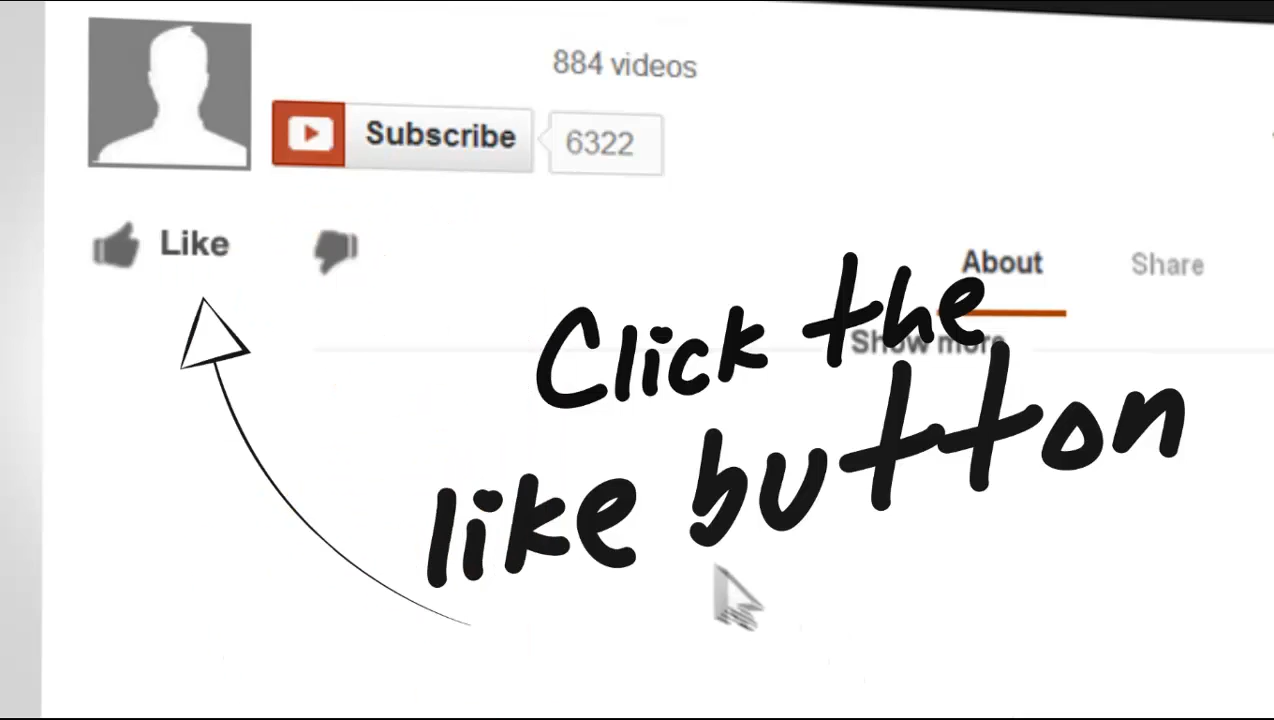 884 videos
Subscribe 6322
Like
About Share
Show more
Click the
like button